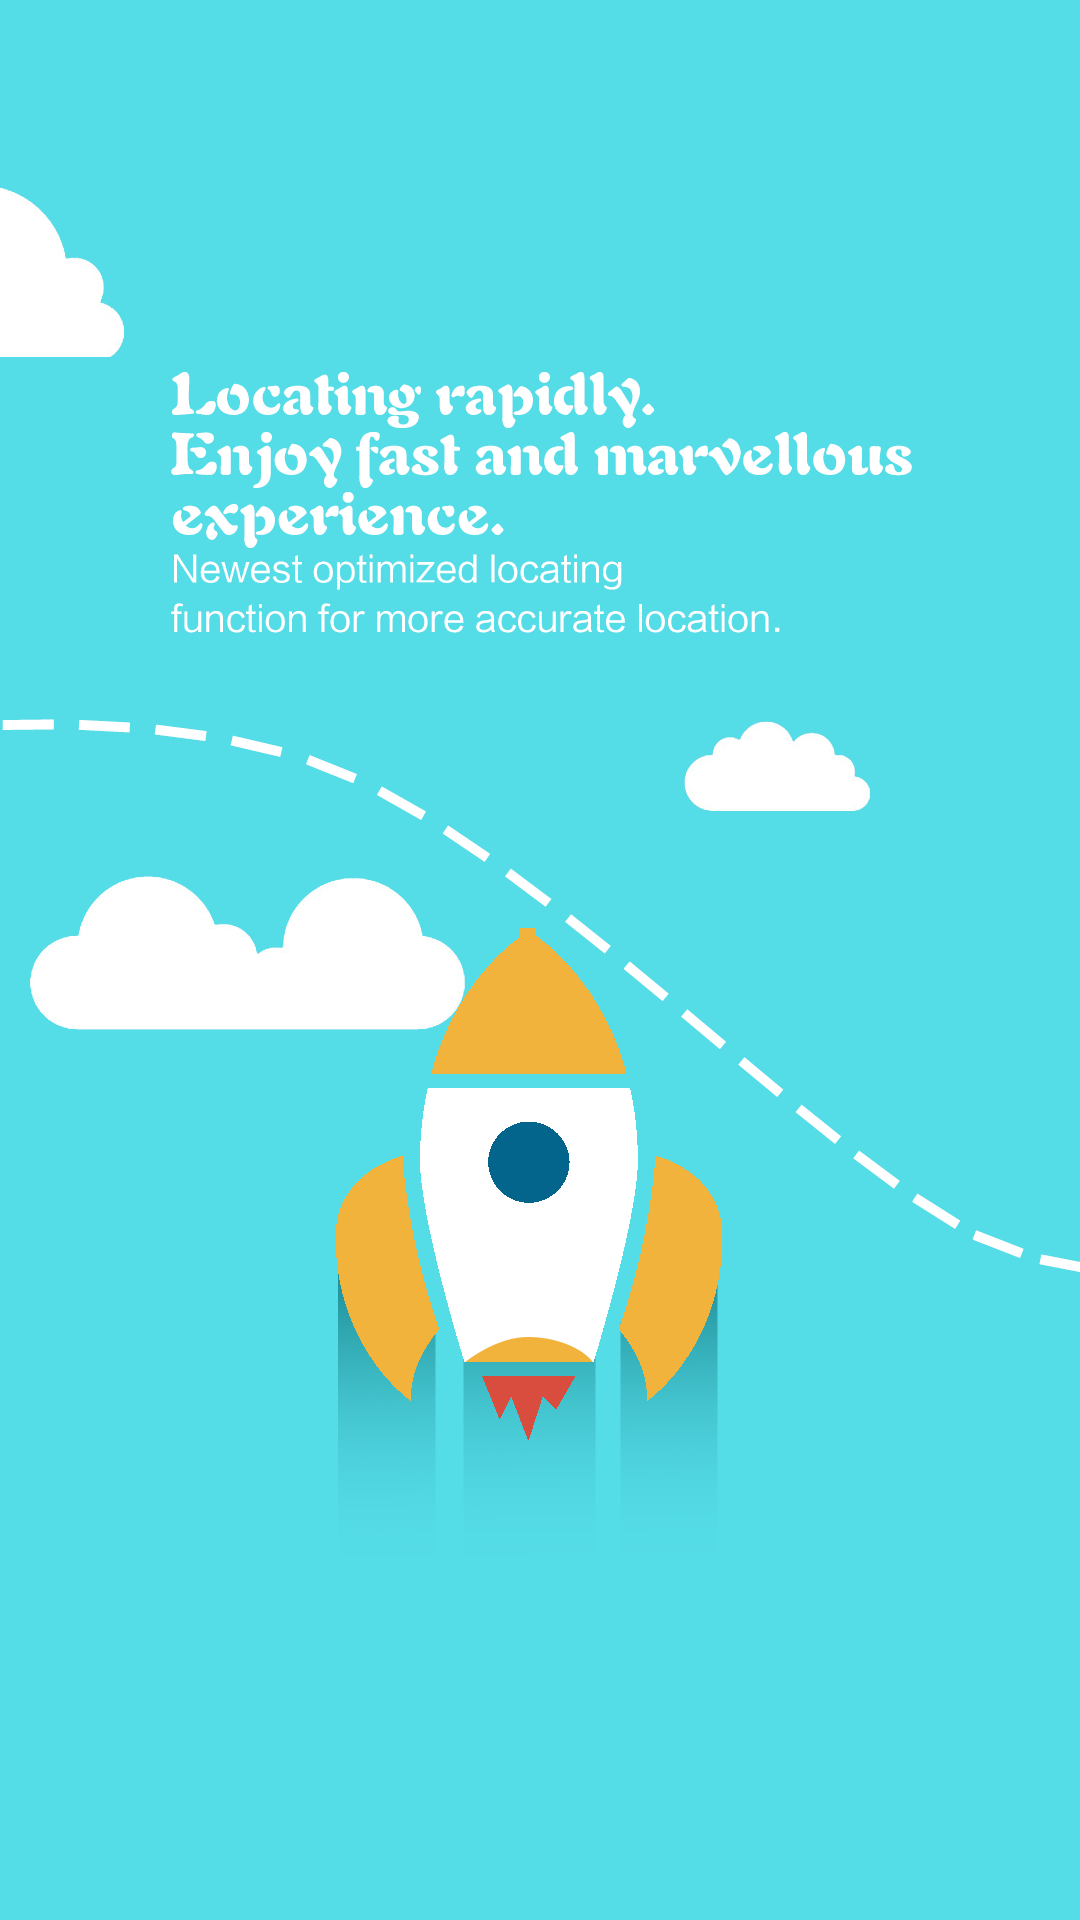 Locating rapidly.
Enjoy fast and marvellous
experience.
Newest optimized locating
function for more accurate location.